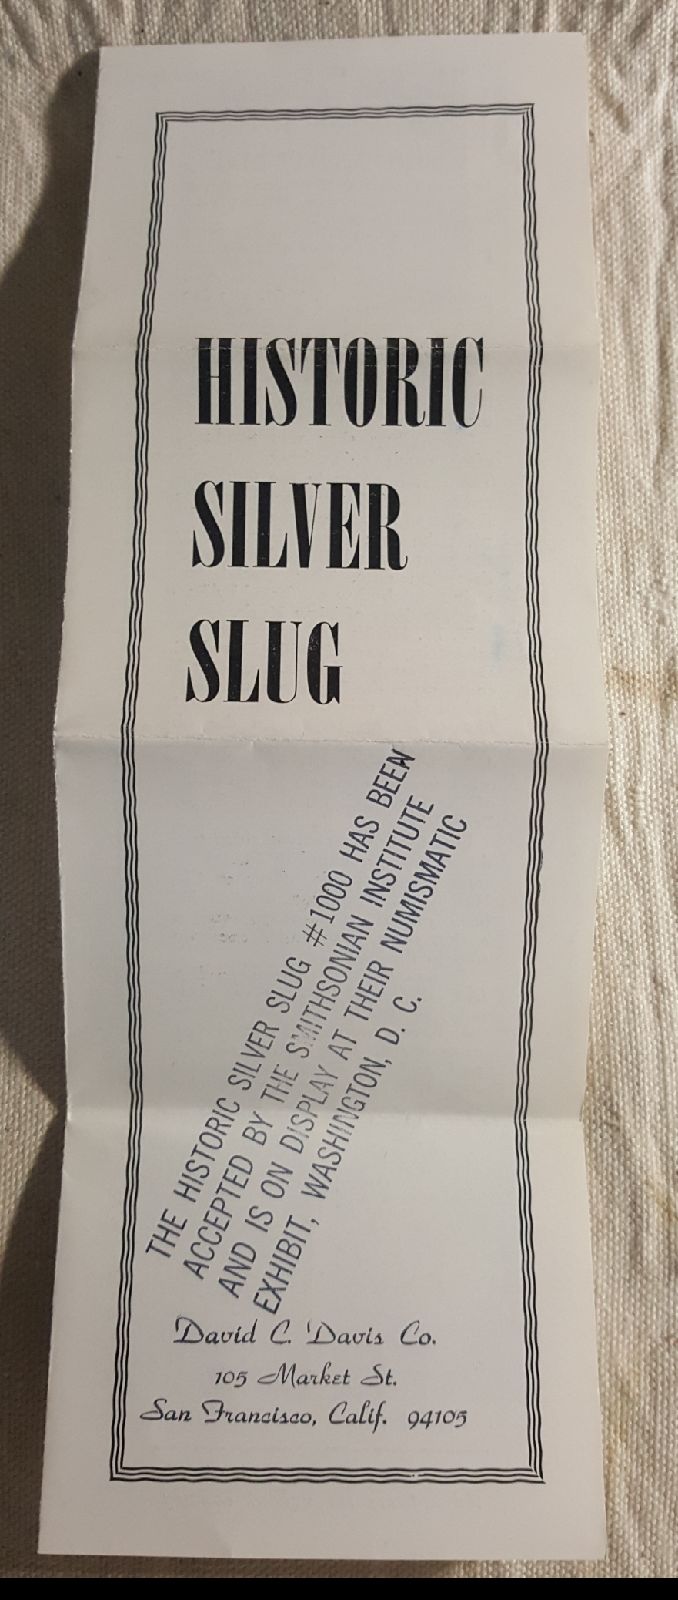 HISTORIC
SILVER
SLUG
THE HISTORIC SILVER SLUG #1000 HAS BEEN
ACCEPTED BY THE SMITHSONIAN INSTITUTE
AND IS ON DISPLAY AT THEIR NUMISMATIC
EXHIBIT, WASHINGTON, D. C.
David C. Davis Co.
105 Market St.
San Francisco, Calif. 94105